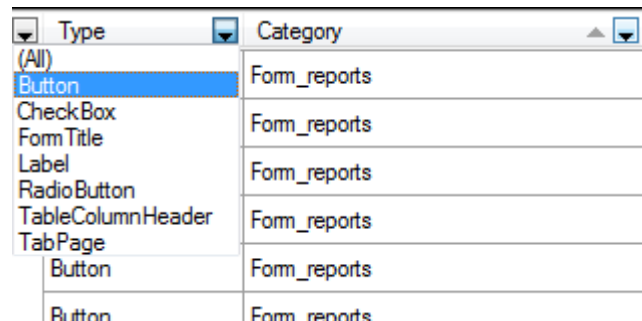 Type Category
(All)
Button
CheckBox
FormTitle
Label
RadioButton
TableColumnHeader
TabPage
Form_reports
Form_reports
Form_reports
Form_reports
Button Form_reports
Button Form_reports